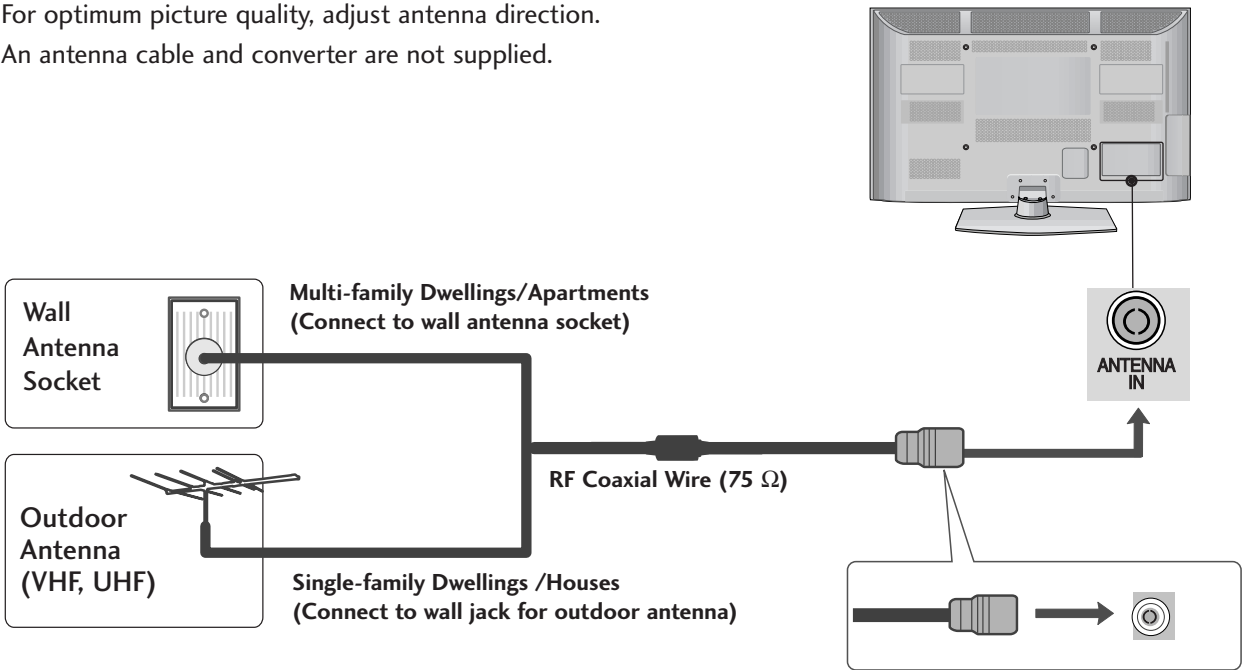 For optimum picture quality, adjust antenna direction.
An antenna cable and converter are not supplied.
Wall
Antenna
Socket
Multi-family Dwellings/Apartments
(Connect to wall antenna socket)
ANTENNA
IN
RF Coaxial Wire (75 Ω)
Outdoor
Antenna
(VHF, UHF)
Single-family Dwellings /Houses
(Connect to wall jack for outdoor antenna)